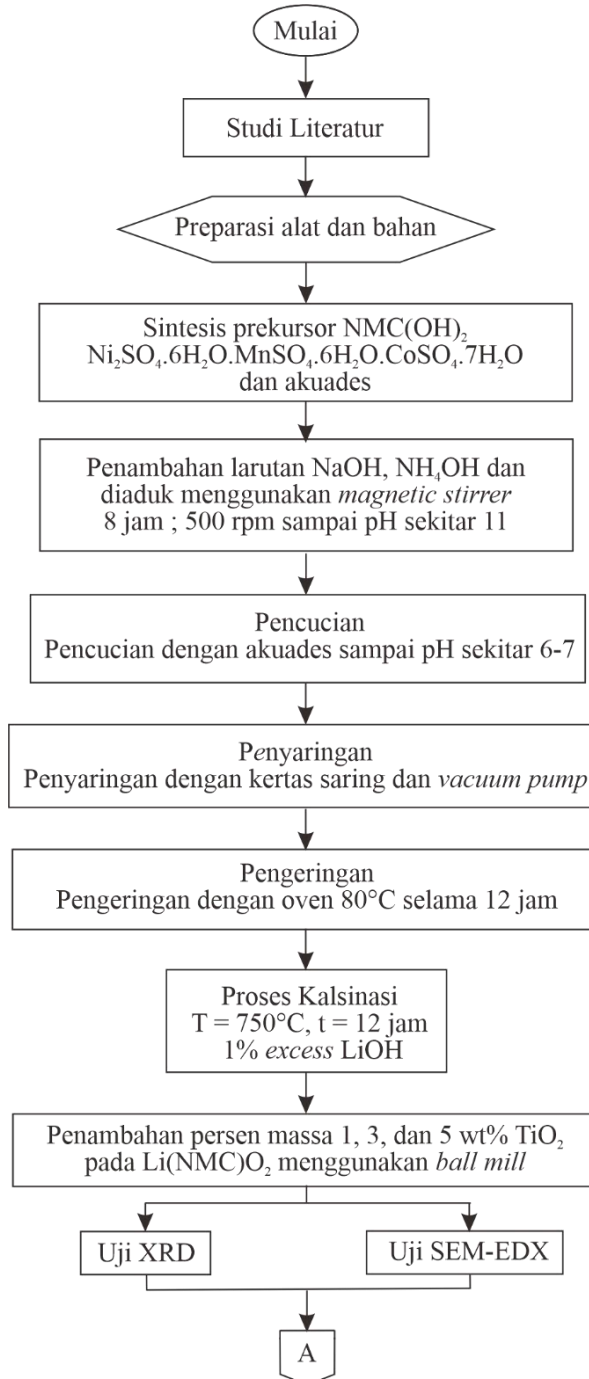 Mulai
Studi Literatur
Preparasi alat dan bahan
Sintesis prekursor NMC(OH)₂
Ni₂SO₄.6H₂O.MnSO₄.6H₂O.CoSO₄.7H₂O
dan akuades
Penambahan larutan NaOH, NH₄OH dan
diaduk menggunakan magnetic stirrer
8 jam ; 500 rpm sampai pH sekitar 11
Pencucian
Pencucian dengan akuades sampai pH sekitar 6-7
Penyaringan
Penyaringan dengan kertas saring dan vacuum pump
Pengeringan
Pengeringan dengan oven 80°C selama 12 jam
Proses Kalsinasi
T = 750°C, t = 12 jam
1% excess LiOH
Penambahan persen massa 1, 3, dan 5 wt% TiO₂
pada Li(NMC)O₂ menggunakan ball mill
Uji XRD
Uji SEM-EDX
A